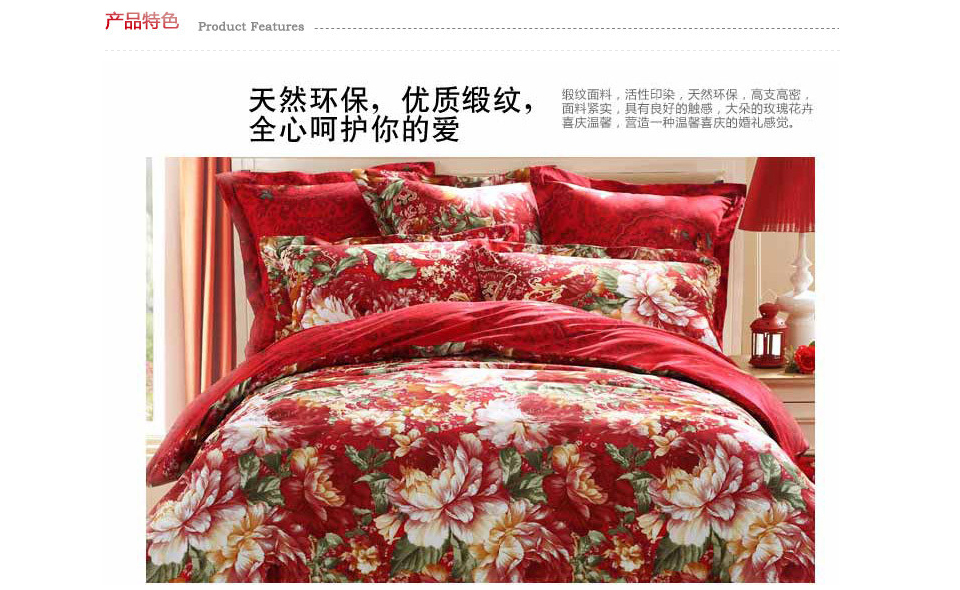 产品特色 Product Features
天然环保，优质缎纹，
全心呵护你的爱
缎纹面料，活性印染，天然环保，高支高密，
面料紧实，具有良好的触感，大朵的玫瑰花卉
喜庆温馨，营造一种温馨喜庆的婚礼感觉。